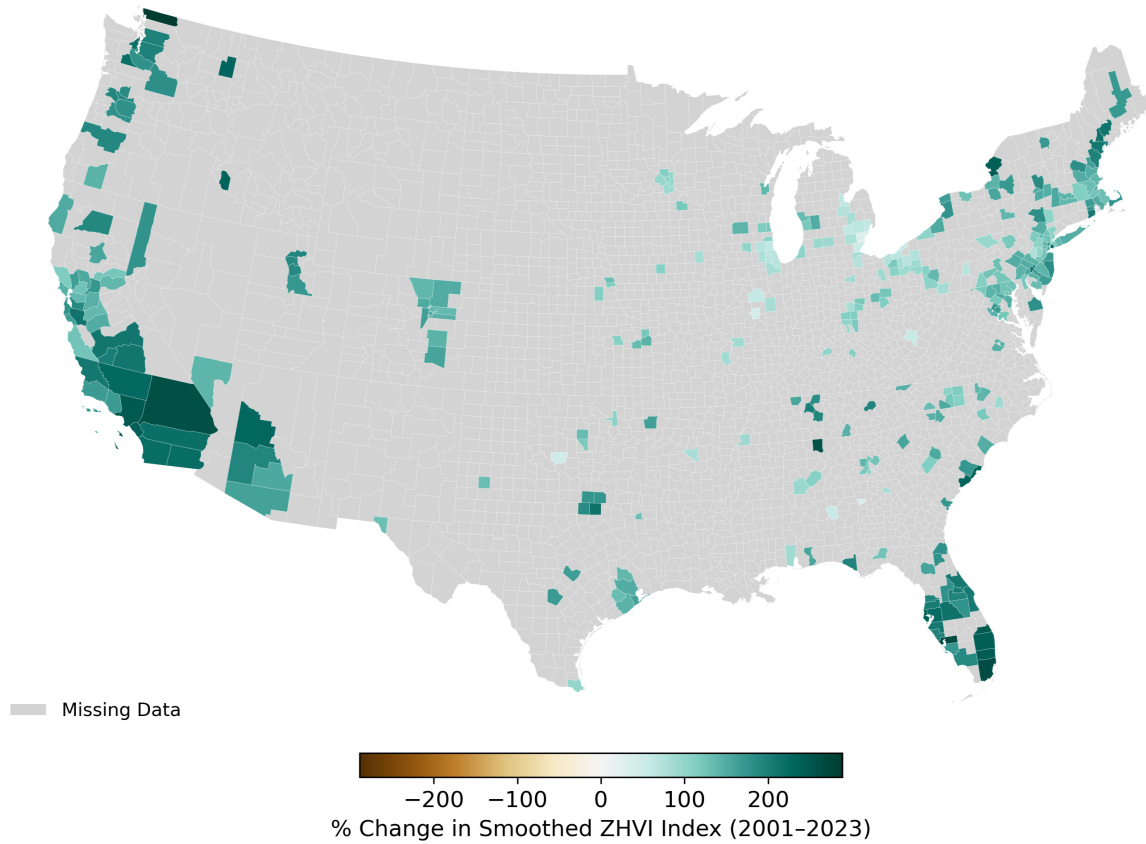 Missing Data
−200 −100 0 100 200
% Change in Smoothed ZHVI Index (2001–2023)